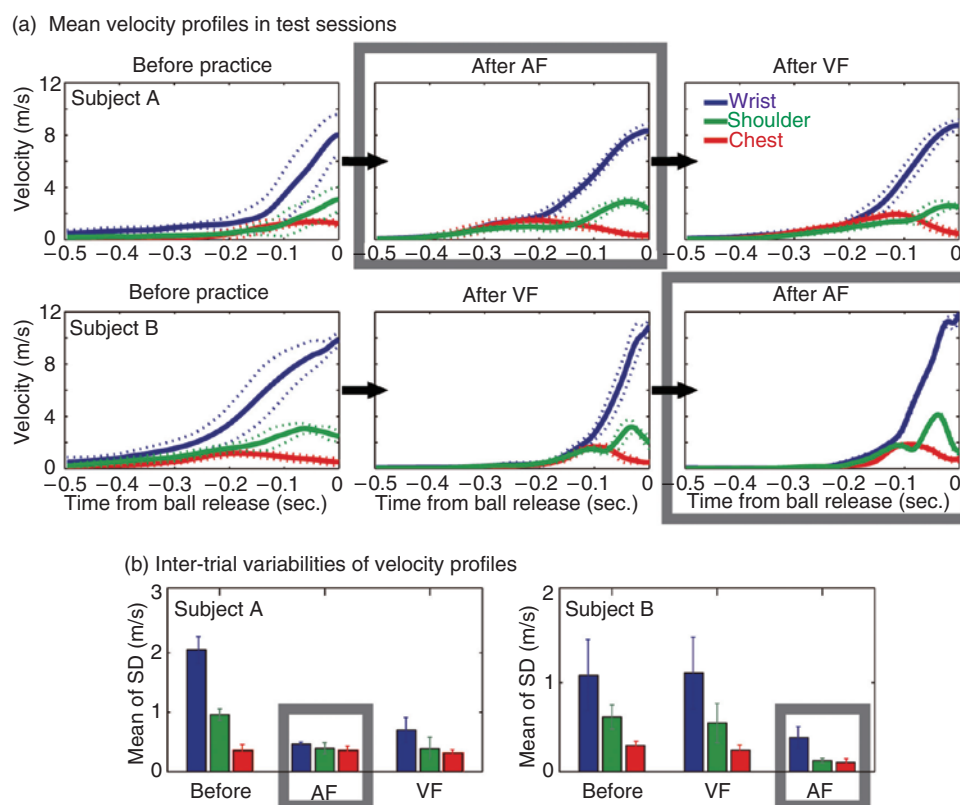 (a) Mean velocity profiles in test sessions
Before practice
After AF
After VF
Velocity (m/s)
12
8
4
0
Subject A
Wrist
Shoulder
Chest
−0.5 −0.4 −0.3 −0.2 −0.1 0
−0.5 −0.4 −0.3 −0.2 −0.1 0
−0.5 −0.4 −0.3 −0.2 −0.1 0
Before practice
After VF
After AF
Velocity (m/s)
12
8
4
0
Subject B
−0.5 −0.4 −0.3 −0.2 −0.1 0
−0.5 −0.4 −0.3 −0.2 −0.1 0
−0.5 −0.4 −0.3 −0.2 −0.1 0
Time from ball release (sec.)
Time from ball release (sec.)
Time from ball release (sec.)
(b) Inter-trial variabilities of velocity profiles
Mean of SD (m/s)
3
2
1
0
Subject A
Before AF VF
Mean of SD (m/s)
2
1
0
Subject B
Before VF AF